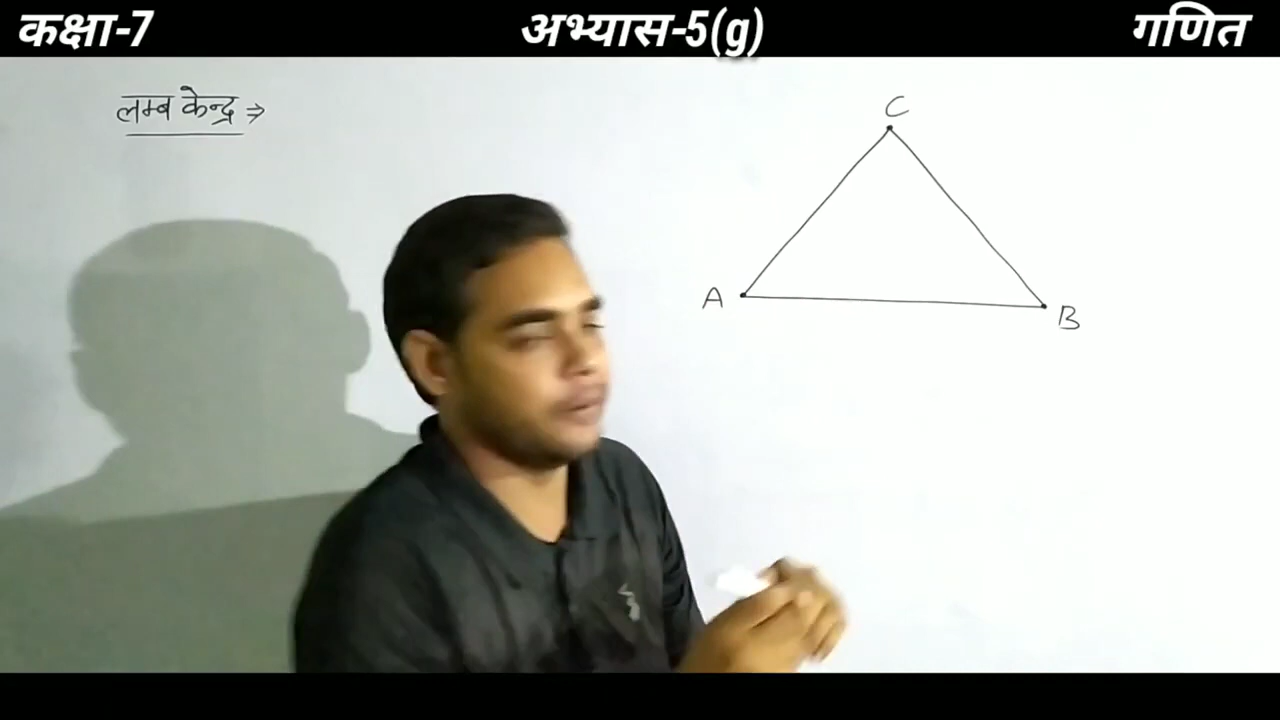 कक्षा-7 अभ्यास-5(g) गणित
लम्ब केन्द्र ⇒
C
A
B